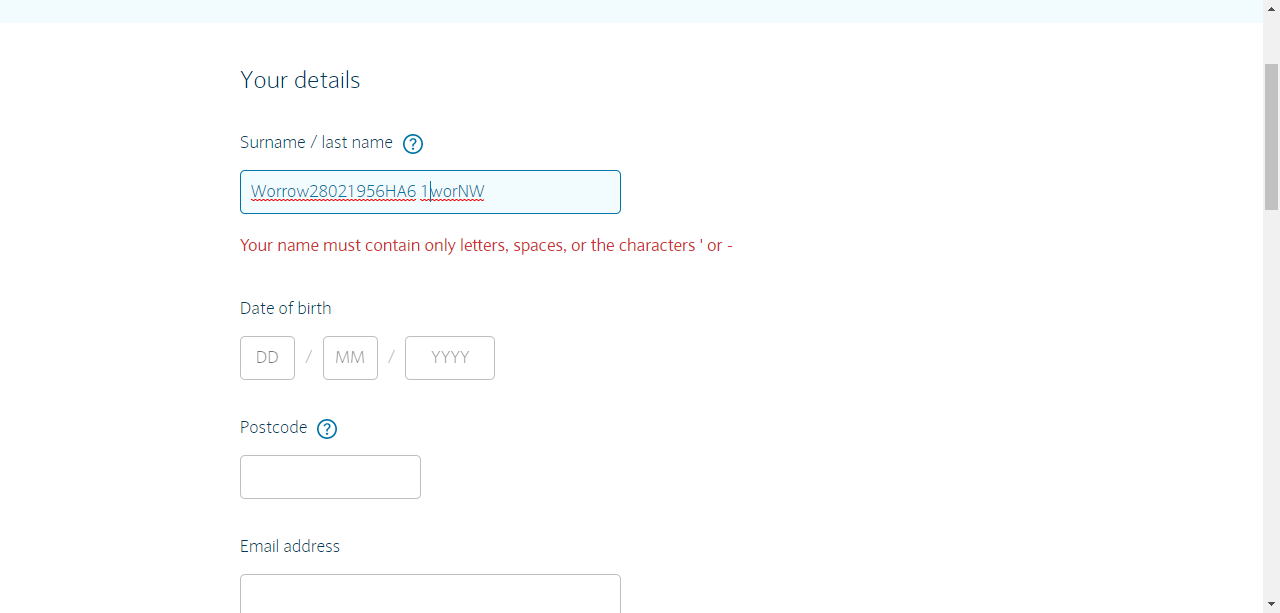 Your details
Surname / last name ?
Worrow28021956HA6 1worNW
Your name must contain only letters, spaces, or the characters ' or -
Date of birth
DD / MM / YYYY
Postcode ?
Email address